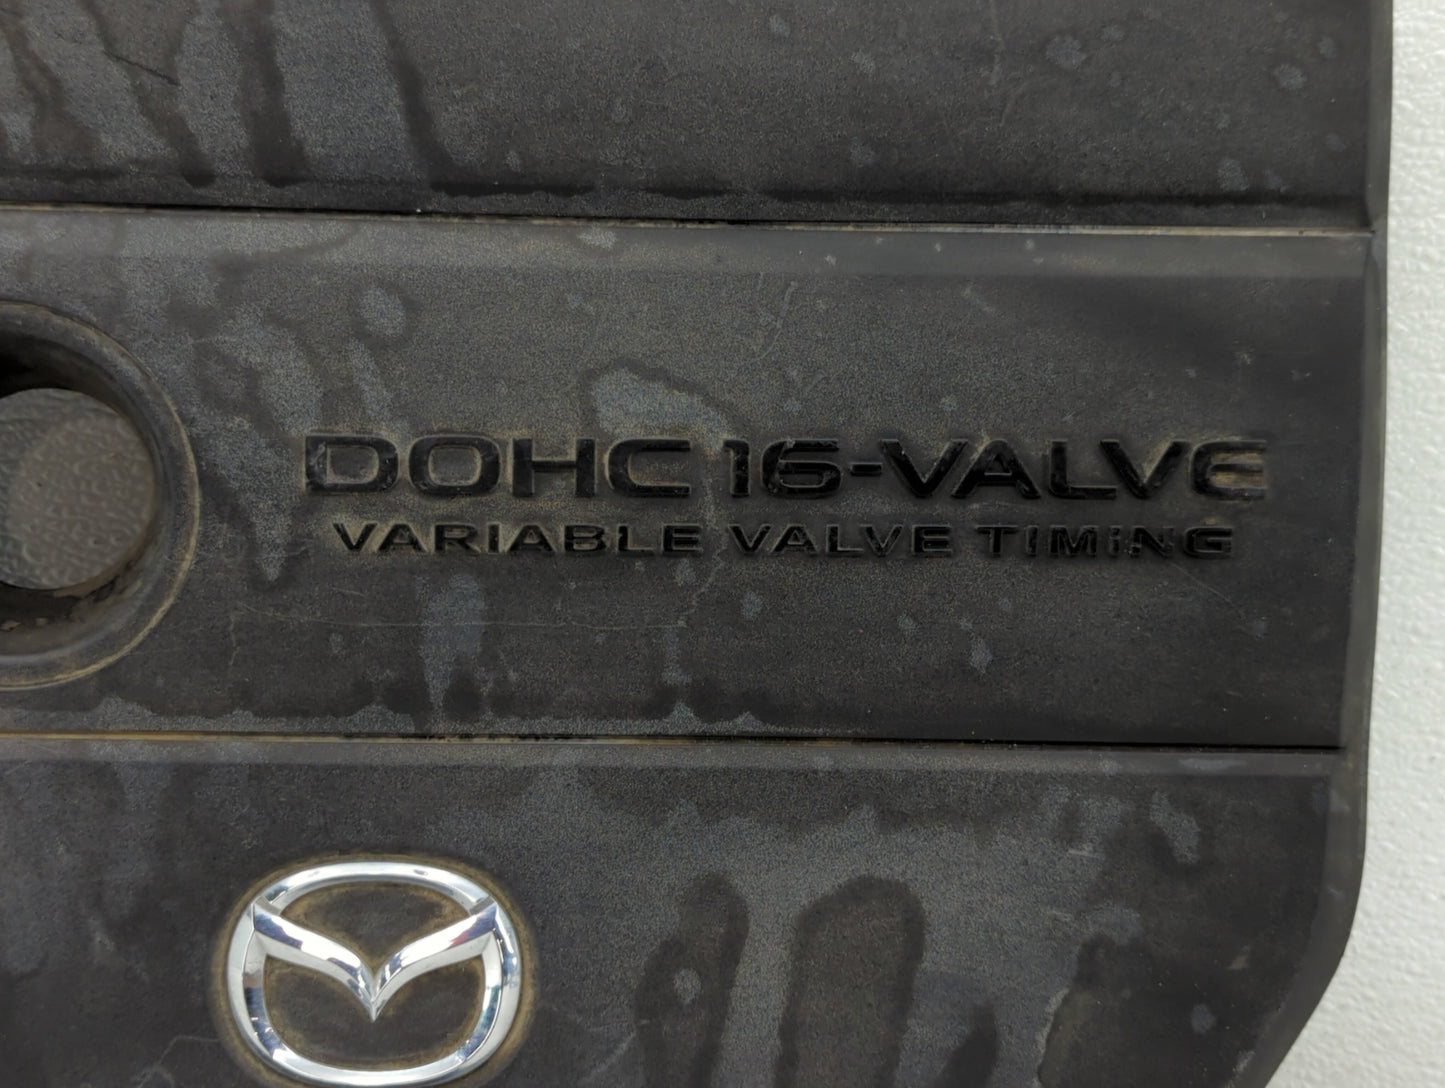 DOHC 16-VALVE
VARIABLE VALVE TIMING